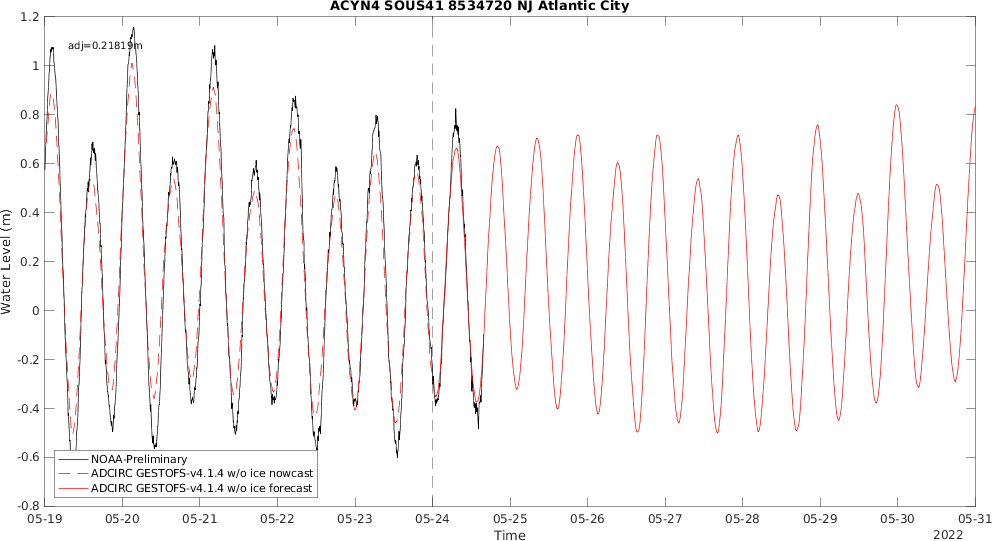 ACYN4 SOUS41 8534720 NJ Atlantic City
adj=0.21819m
1.2
1
0.8
0.6
0.4
0.2
0
-0.2
-0.4
-0.6
-0.8
Water Level (m)
NOAA-Preliminary
ADCIRC GESTOFS-v4.1.4 w/o ice nowcast
ADCIRC GESTOFS-v4.1.4 w/o ice forecast
05-19 05-20 05-21 05-22 05-23 05-24 05-25 05-26 05-27 05-28 05-29 05-30 05-31
Time
2022